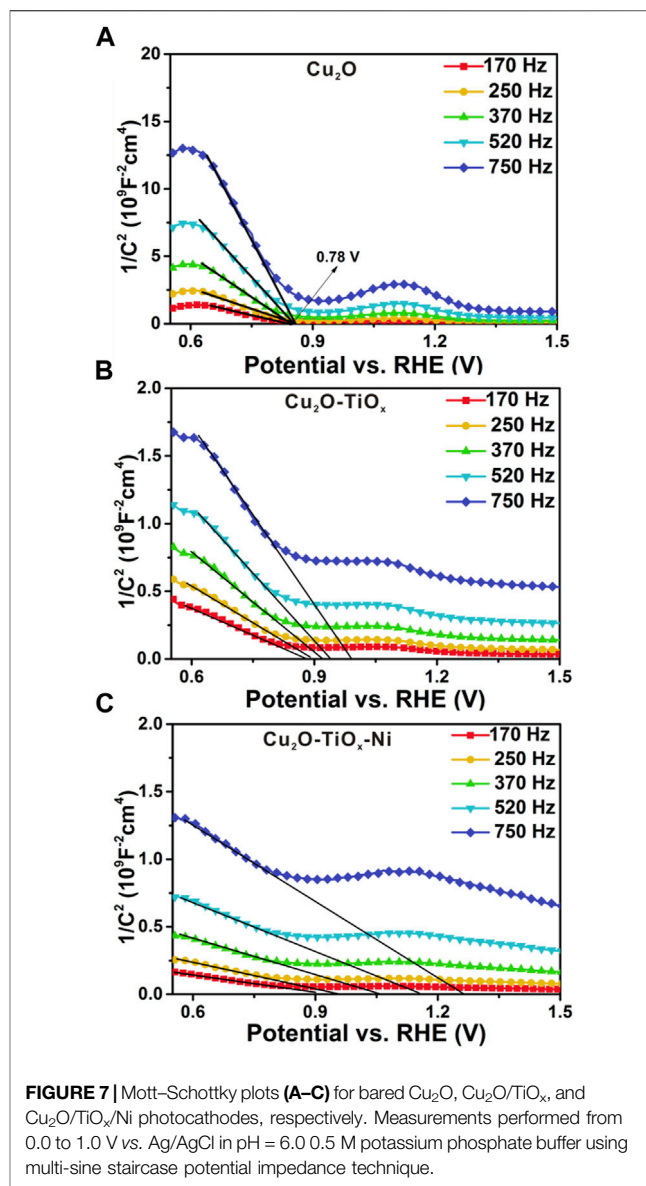 A
Cu₂O
170 Hz
250 Hz
370 Hz
520 Hz
750 Hz
0.78 V
1/C² (10⁹F⁻²cm⁴)
20
15
10
5
0
0.6 0.9 1.2 1.5
Potential vs. RHE (V)
B
Cu₂O-TiOₓ
170 Hz
250 Hz
370 Hz
520 Hz
750 Hz
1/C² (10⁹F⁻²cm⁴)
2.0
1.5
1.0
0.5
0.0
0.6 0.9 1.2 1.5
Potential vs. RHE (V)
C
Cu₂O-TiOₓ-Ni
170 Hz
250 Hz
370 Hz
520 Hz
750 Hz
1/C² (10⁹F⁻²cm⁴)
2.0
1.5
1.0
0.5
0.0
0.6 0.9 1.2 1.5
Potential vs. RHE (V)
FIGURE 7 | Mott–Schottky plots (A–C) for bared Cu₂O, Cu₂O/TiOₓ, and
Cu₂O/TiOₓ/Ni photocathodes, respectively. Measurements performed from
0.0 to 1.0 V vs. Ag/AgCl in pH = 6.0 0.5 M potassium phosphate buffer using
multi-sine staircase potential impedance technique.